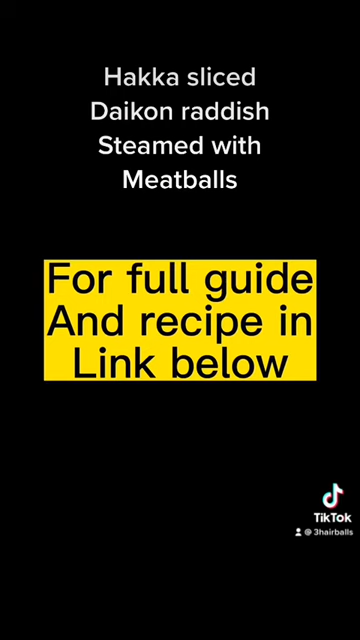 Hakka sliced
Daikon raddish
Steamed with
Meatballs
For full guide
And recipe in
Link below
TikTok
@ 3hairballs